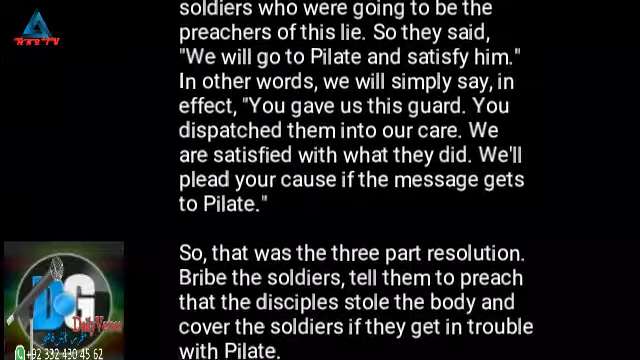 soldiers who were going to be the
preachers of this lie. So they said,
"We will go to Pilate and satisfy him."
In other words, we will simply say, in
effect, "You gave us this guard. You
dispatched them into our care. We
are satisfied with what they did. We'll
plead your cause if the message gets
to Pilate."
So, that was the three part resolution.
Bribe the soldiers, tell them to preach
that the disciples stole the body and
cover the soldiers if they get in trouble
with Pilate.
DG
+92 332 430 45 62